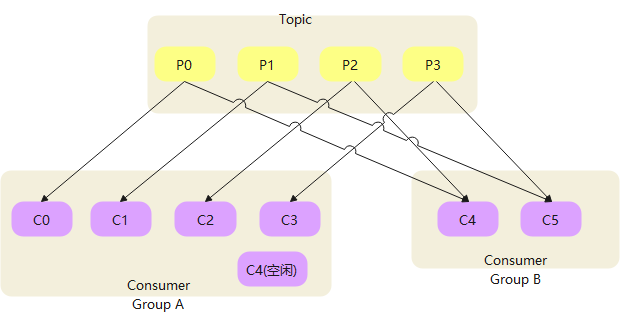 Topic
P0
P1
P2
P3
C0
C1
C2
C3
C4
C5
C4(空闲)
Consumer
Group A
Consumer
Group B